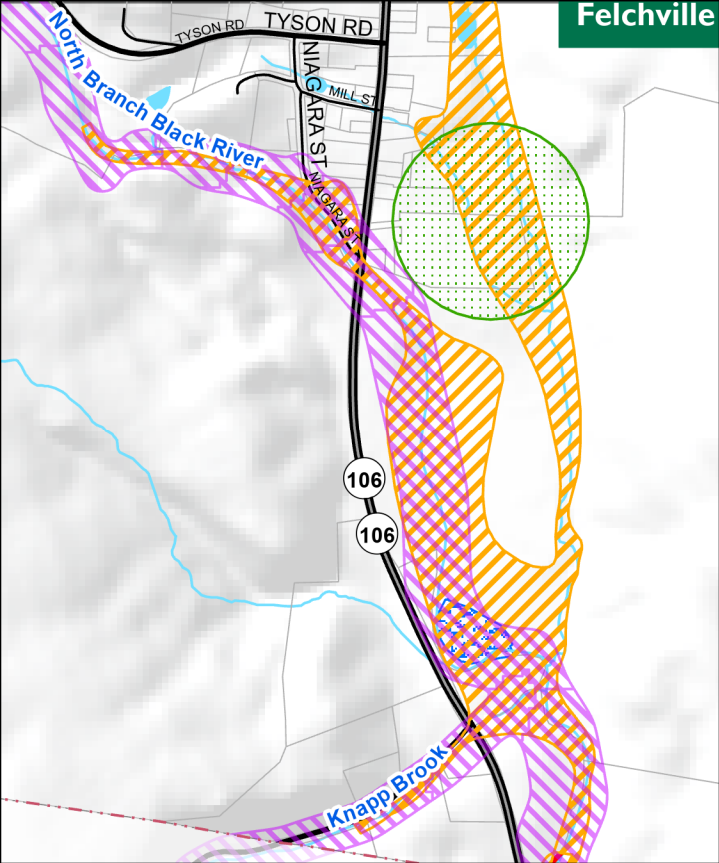 Felchville
TYSON RD
TYSON RD
NIAGARA ST
MILL ST
North Branch Black River
NIAGARA ST
106
106
Knapp Brook